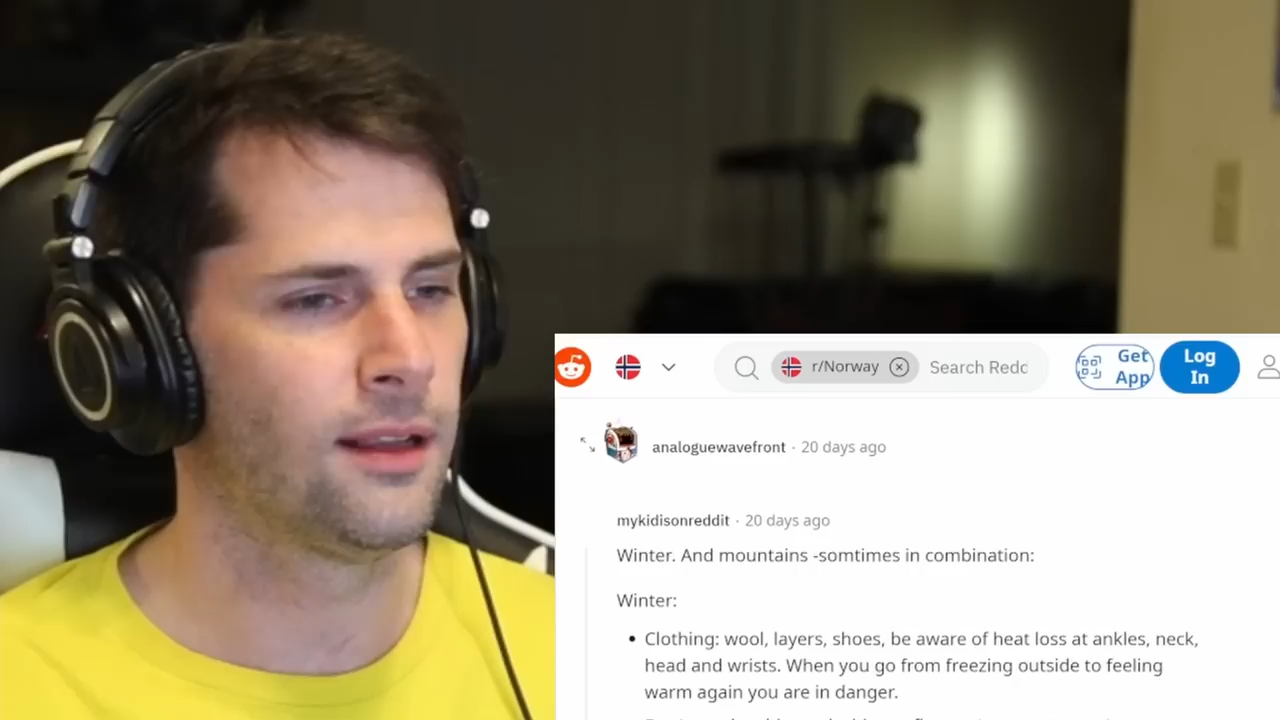 r/Norway
Search Redd
Get App
Log In
analoguewavefront · 20 days ago
mykidisonreddit · 20 days ago
Winter. And mountains -somtimes in combination:
Winter:
• Clothing: wool, layers, shoes, be aware of heat loss at ankles, neck,
head and wrists. When you go from freezing outside to feeling
warm again you are in danger.